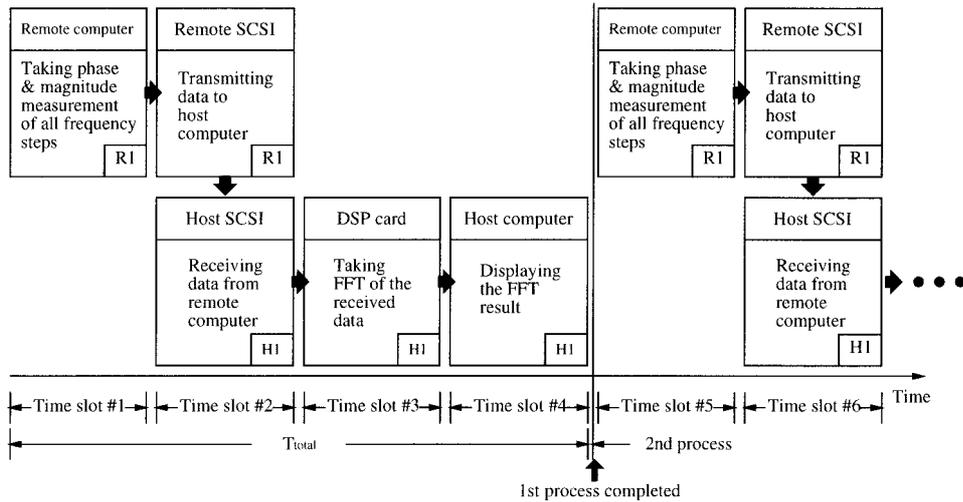 Remote computer
Taking phase
& magnitude
measurement
of all frequency
steps
R1
Remote SCSI
Transmitting
data to
host
computer
R1
Remote computer
Taking phase
& magnitude
measurement
of all frequency
steps
R1
Remote SCSI
Transmitting
data to
host
computer
R1
Host SCSI
Receiving
data from
remote
computer
H1
DSP card
Taking
FFT of the
received
data
H1
Host computer
Displaying
the FFT
result
H1
Host SCSI
Receiving
data from
remote
computer
H1
Time slot #1
Time slot #2
Time slot #3
Time slot #4
Time slot #5
Time slot #6
Time
Ttotal
2nd process
1st process completed